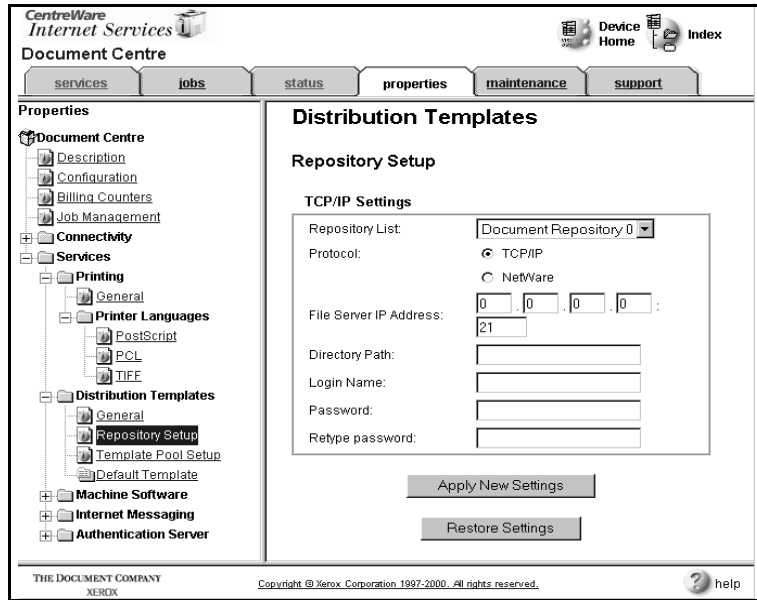 CentreWare
Internet Services
Document Centre
Device Home
Index
services
jobs
status
properties
maintenance
support
Properties
Document Centre
Description
Configuration
Billing Counters
Job Management
Connectivity
Services
Printing
General
Printer Languages
PostScript
PCL
TIFF
Distribution Templates
General
Repository Setup
Template Pool Setup
Default Template
Machine Software
Internet Messaging
Authentication Server
Distribution Templates
Repository Setup
TCP/IP Settings
Repository List: Document Repository 0
Protocol: TCP/IP
NetWare
File Server IP Address: 0 . 0 . 0 . 0 :
21
Directory Path:
Login Name:
Password:
Retype password:
Apply New Settings
Restore Settings
THE DOCUMENT COMPANY
XEROX
Copyright © Xerox Corporation 1997-2000. All rights reserved.
help